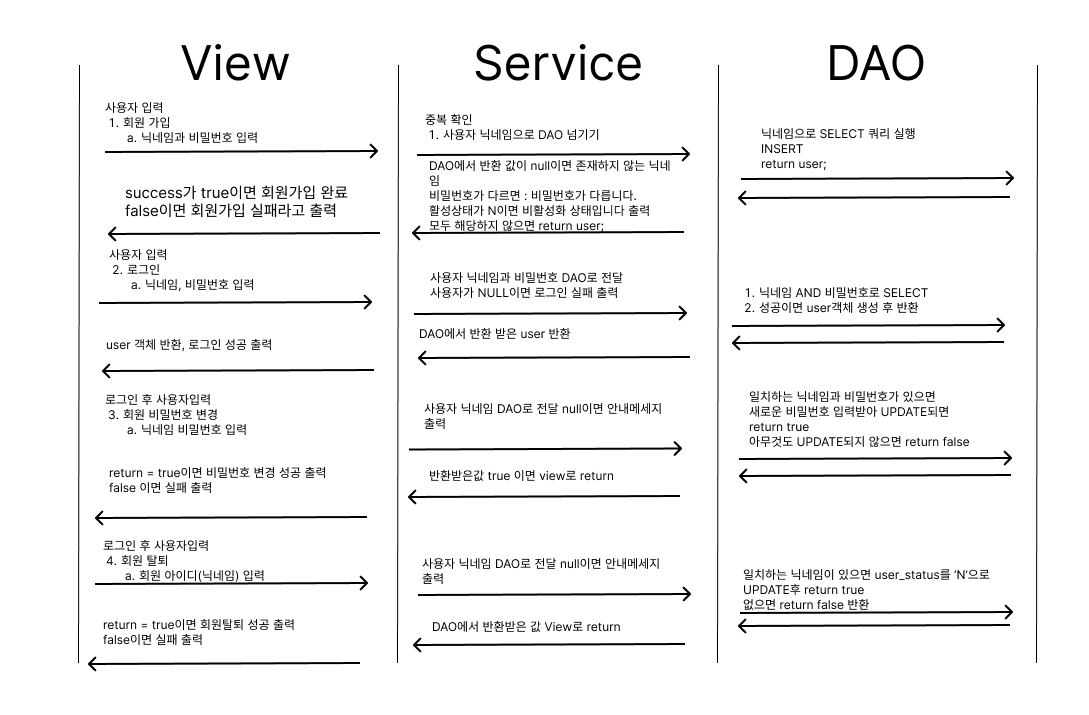 View
사용자 입력
1. 회원 가입
a. 닉네임과 비밀번호 입력
success가 true이면 회원가입 완료
false이면 회원가입 실패라고 출력
사용자 입력
2. 로그인
a. 닉네임, 비밀번호 입력
user 객체 반환, 로그인 성공 출력
로그인 후 사용자입력
3. 회원 비밀번호 변경
a. 닉네임 비밀번호 입력
return = true이면 비밀번호 변경 성공 출력
false 이면 실패 출력
로그인 후 사용자입력
4. 회원 탈퇴
a. 회원 아이디(닉네임) 입력
return = true이면 회원탈퇴 성공 출력
false이면 실패 출력
Service
중복 확인
1. 사용자 닉네임으로 DAO 넘기기
DAO에서 반환 값이 null이면 존재하지 않는 닉네
임
비밀번호가 다르면 : 비밀번호가 다릅니다.
활성상태가 N이면 비활성화 상태입니다 출력
모두 해당하지 않으면 return user;
사용자 닉네임과 비밀번호 DAO로 전달
사용자가 NULL이면 로그인 실패 출력
DAO에서 반환 받은 user 반환
사용자 닉네임 DAO로 전달 null이면 안내메세지
출력
반환받은값 true 이면 view로 return
사용자 닉네임 DAO로 전달 null이면 안내메세지
출력
DAO에서 반환받은 값 View로 return
DAO
닉네임으로 SELECT 쿼리 실행
INSERT
return user;
1. 닉네임 AND 비밀번호로 SELECT
2. 성공이면 user객체 생성 후 반환
일치하는 닉네임과 비밀번호가 있으면
새로운 비밀번호 입력받아 UPDATE되면
return true
아무것도 UPDATE되지 않으면 return false
일치하는 닉네임이 있으면 user_status를 ‘N’으로
UPDATE후 return true
없으면 return false 반환